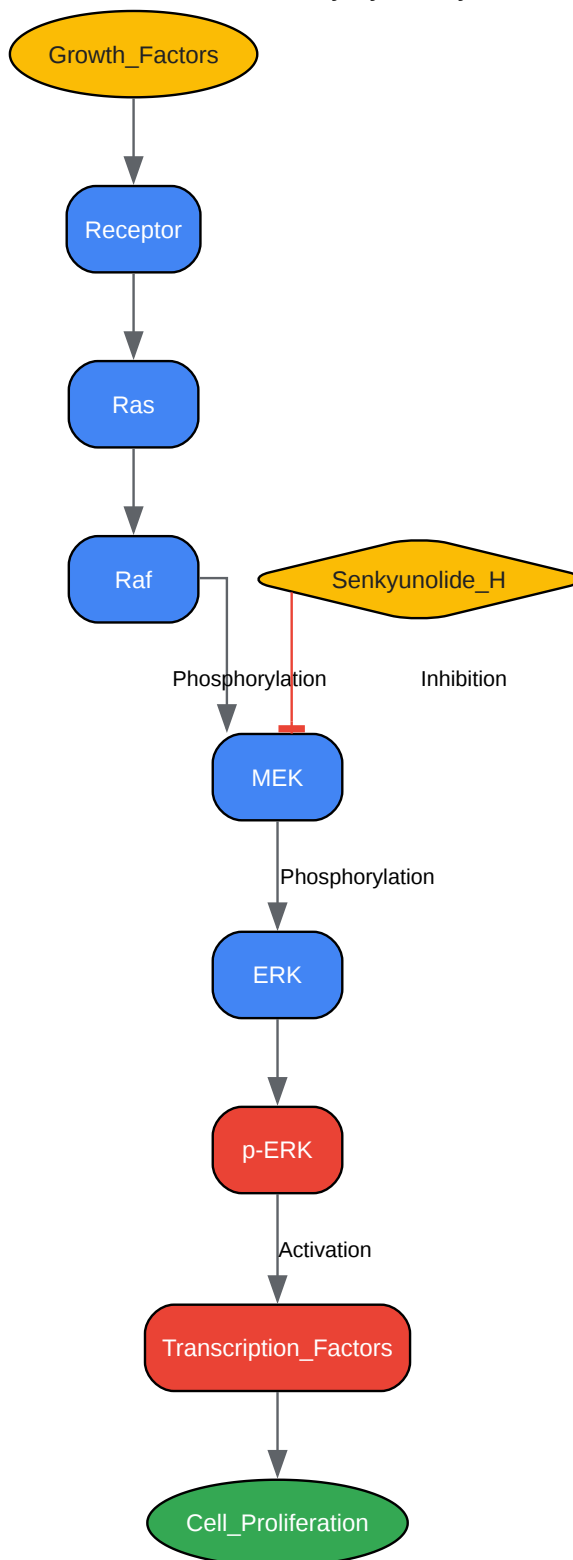 Growth_Factors
Receptor
Ras
Raf
Senkyunolide_H
Phosphorylation
Inhibition
MEK
Phosphorylation
ERK
p-ERK
Activation
Transcription_Factors
Cell_Proliferation